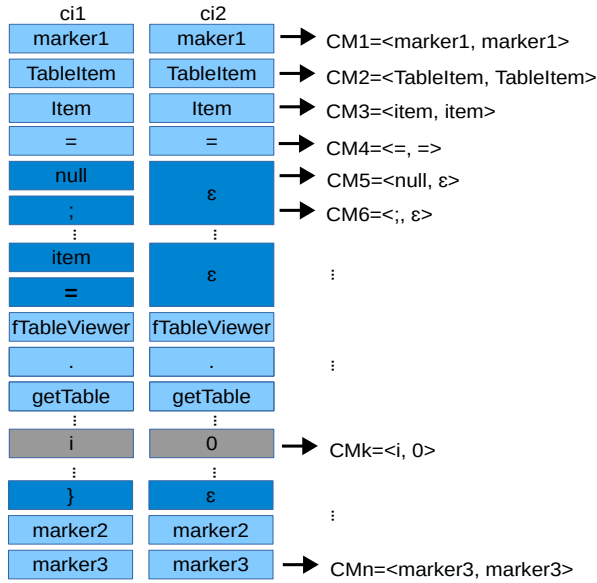 ci1 ci2
marker1 maker1 CM1=<marker1, marker1>
TableItem TableItem CM2=<TableItem, TableItem>
Item Item CM3=<item, item>
= = CM4=<=, =>
null ε CM5=<null, ε>
; CM6=<;, ε>
... ...
item ε ...
=
fTableViewer fTableViewer
. . ...
getTable getTable
... ...
i 0 CMk=<i, 0>
... ...
} ε ...
marker2 marker2
marker3 marker3 CMn=<marker3, marker3>